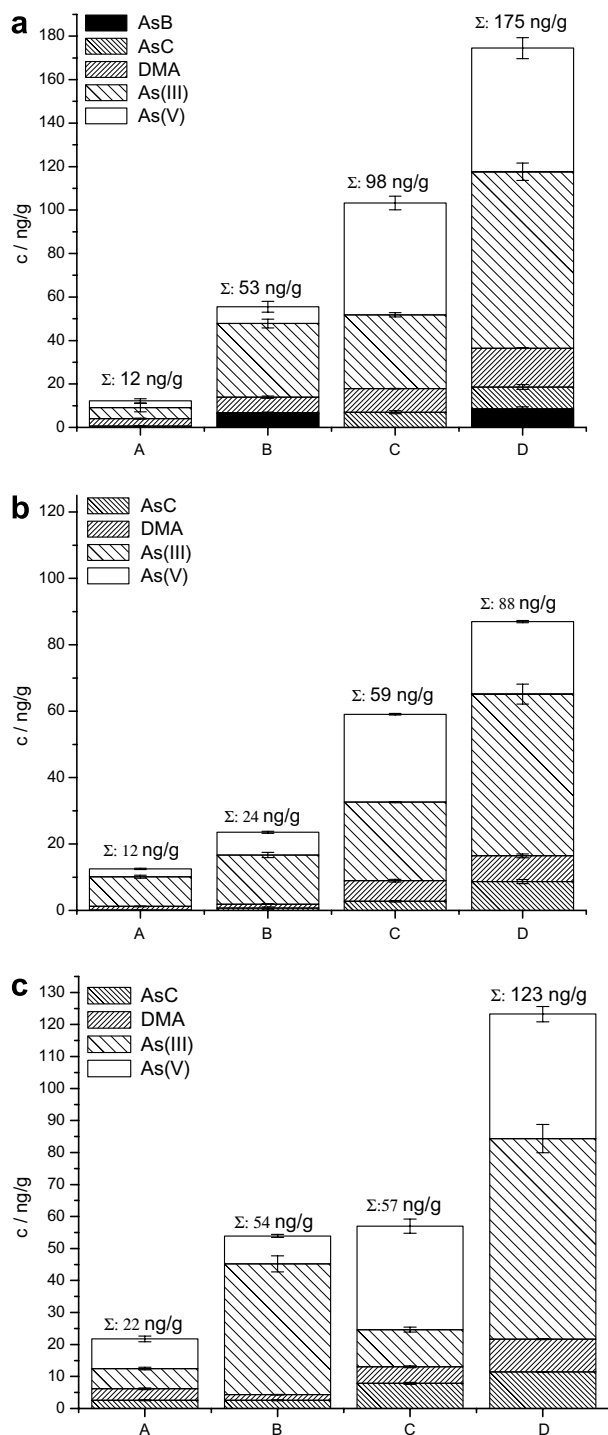 a
AsB
AsC
DMA
As(III)
As(V)
Σ: 175 ng/g
Σ: 98 ng/g
Σ: 53 ng/g
Σ: 12 ng/g
c / ng/g
180
160
140
120
100
80
60
40
20
0
A B C D
b
AsC
DMA
As(III)
As(V)
Σ: 88 ng/g
Σ: 59 ng/g
Σ: 24 ng/g
Σ: 12 ng/g
c / ng/g
120
100
80
60
40
20
0
A B C D
c
AsC
DMA
As(III)
As(V)
Σ: 123 ng/g
Σ:57 ng/g
Σ: 54 ng/g
Σ: 22 ng/g
c / ng/g
130
120
110
100
90
80
70
60
50
40
30
20
10
0
A B C D